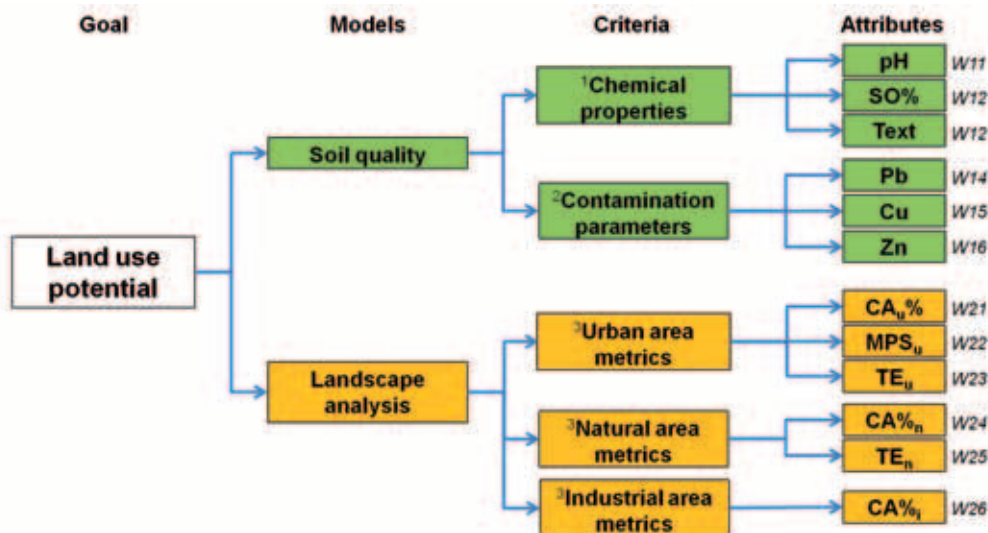 Goal Models Criteria Attributes
¹Chemical
properties
pH W11
SO% W12
Text W12
Soil quality
²Contamination
parameters
Pb W14
Cu W15
Zn W16
Land use
potential
³Urban area
metrics
CAᵤ% W21
MPSᵤ W22
TEᵤ W23
Landscape
analysis
³Natural area
metrics
CA%ₙ W24
TEₙ W25
³Industrial area
metrics
CA%ᵢ W26